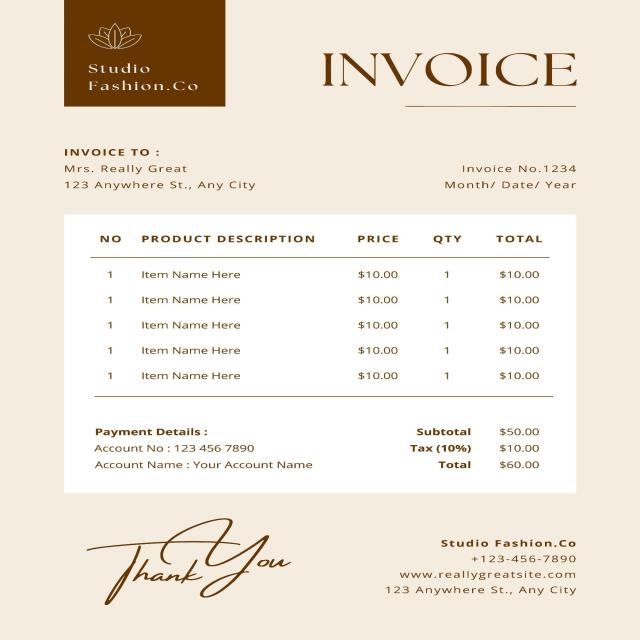 Studio
Fashion.Co
INVOICE
INVOICE TO :
Mrs. Really Great
123 Anywhere St., Any City
Invoice No.1234
Month/ Date/ Year
NO PRODUCT DESCRIPTION PRICE QTY TOTAL
1 Item Name Here $10.00 1 $10.00
1 Item Name Here $10.00 1 $10.00
1 Item Name Here $10.00 1 $10.00
1 Item Name Here $10.00 1 $10.00
1 Item Name Here $10.00 1 $10.00
Payment Details :
Account No : 123 456 7890
Account Name : Your Account Name
Subtotal $50.00
Tax (10%) $10.00
Total $60.00
Thank You
Studio Fashion.Co
+123-456-7890
www.reallygreatsite.com
123 Anywhere St., Any City